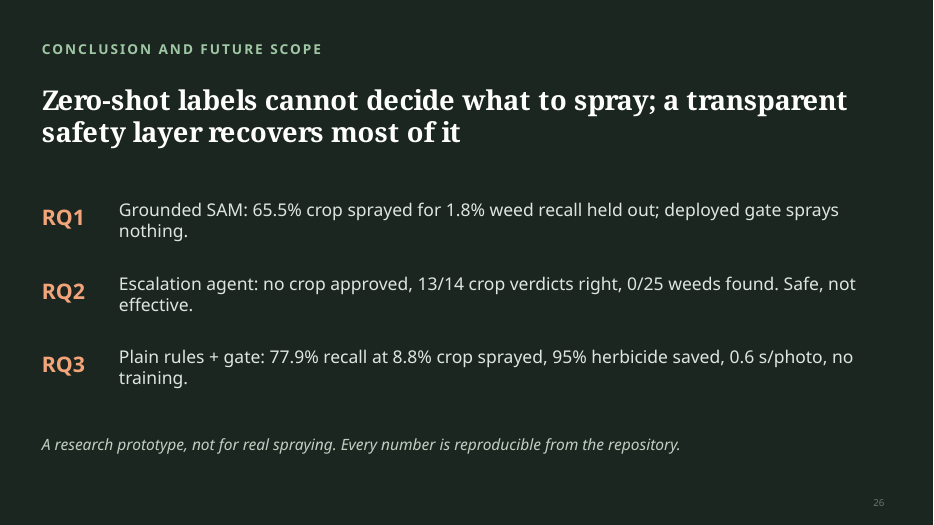 CONCLUSION AND FUTURE SCOPE
Zero-shot labels cannot decide what to spray; a transparent
safety layer recovers most of it
RQ1
Grounded SAM: 65.5% crop sprayed for 1.8% weed recall held out; deployed gate sprays
nothing.
RQ2
Escalation agent: no crop approved, 13/14 crop verdicts right, 0/25 weeds found. Safe, not
effective.
RQ3
Plain rules + gate: 77.9% recall at 8.8% crop sprayed, 95% herbicide saved, 0.6 s/photo, no
training.
A research prototype, not for real spraying. Every number is reproducible from the repository.
26